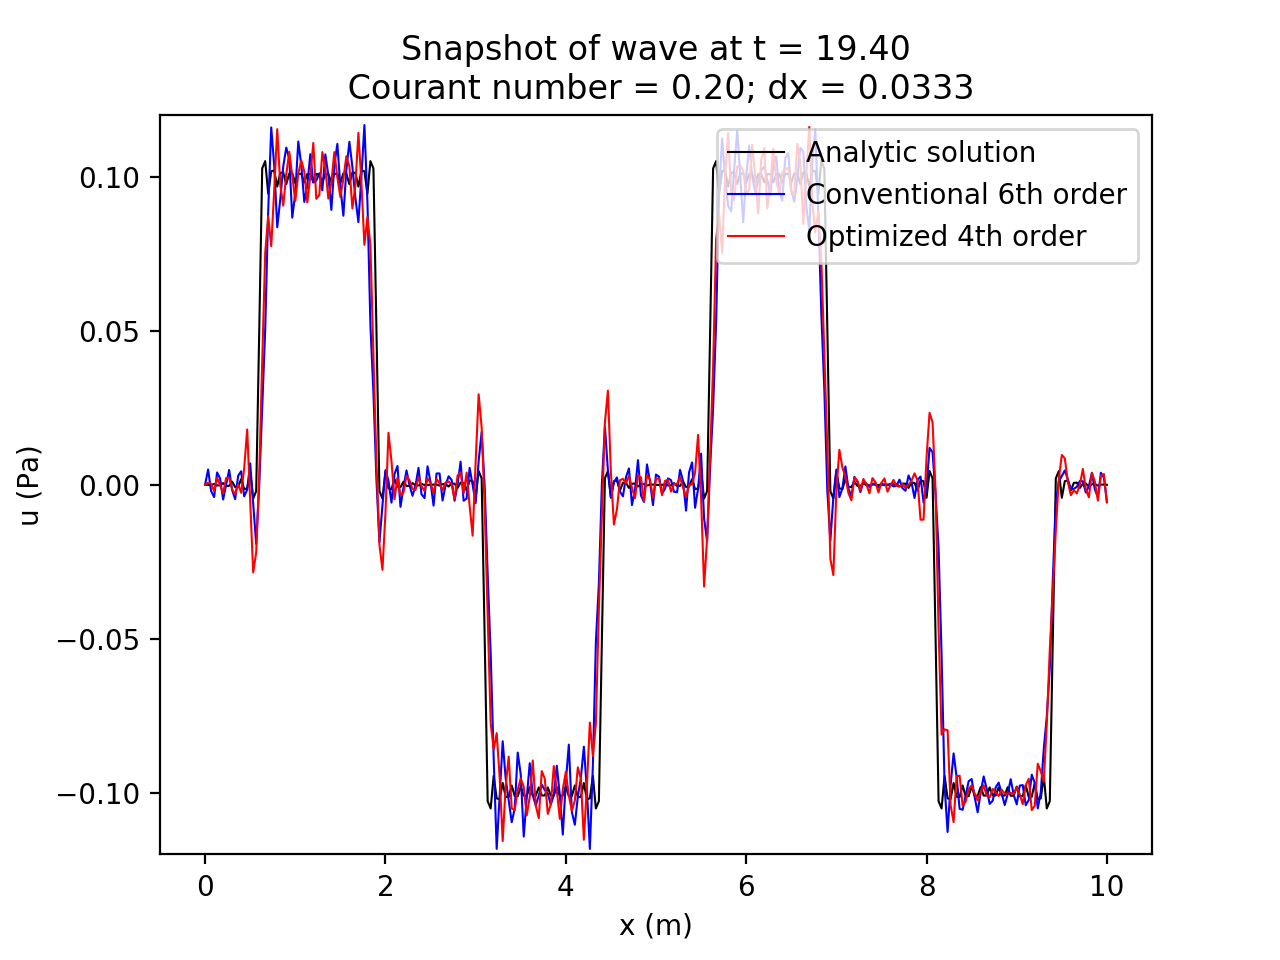 Snapshot of wave at t = 19.40
Courant number = 0.20; dx = 0.0333
Analytic solution
Conventional 6th order
Optimized 4th order
0.10
0.05
0.00
−0.05
−0.10
u (Pa)
0 2 4 6 8 10
x (m)